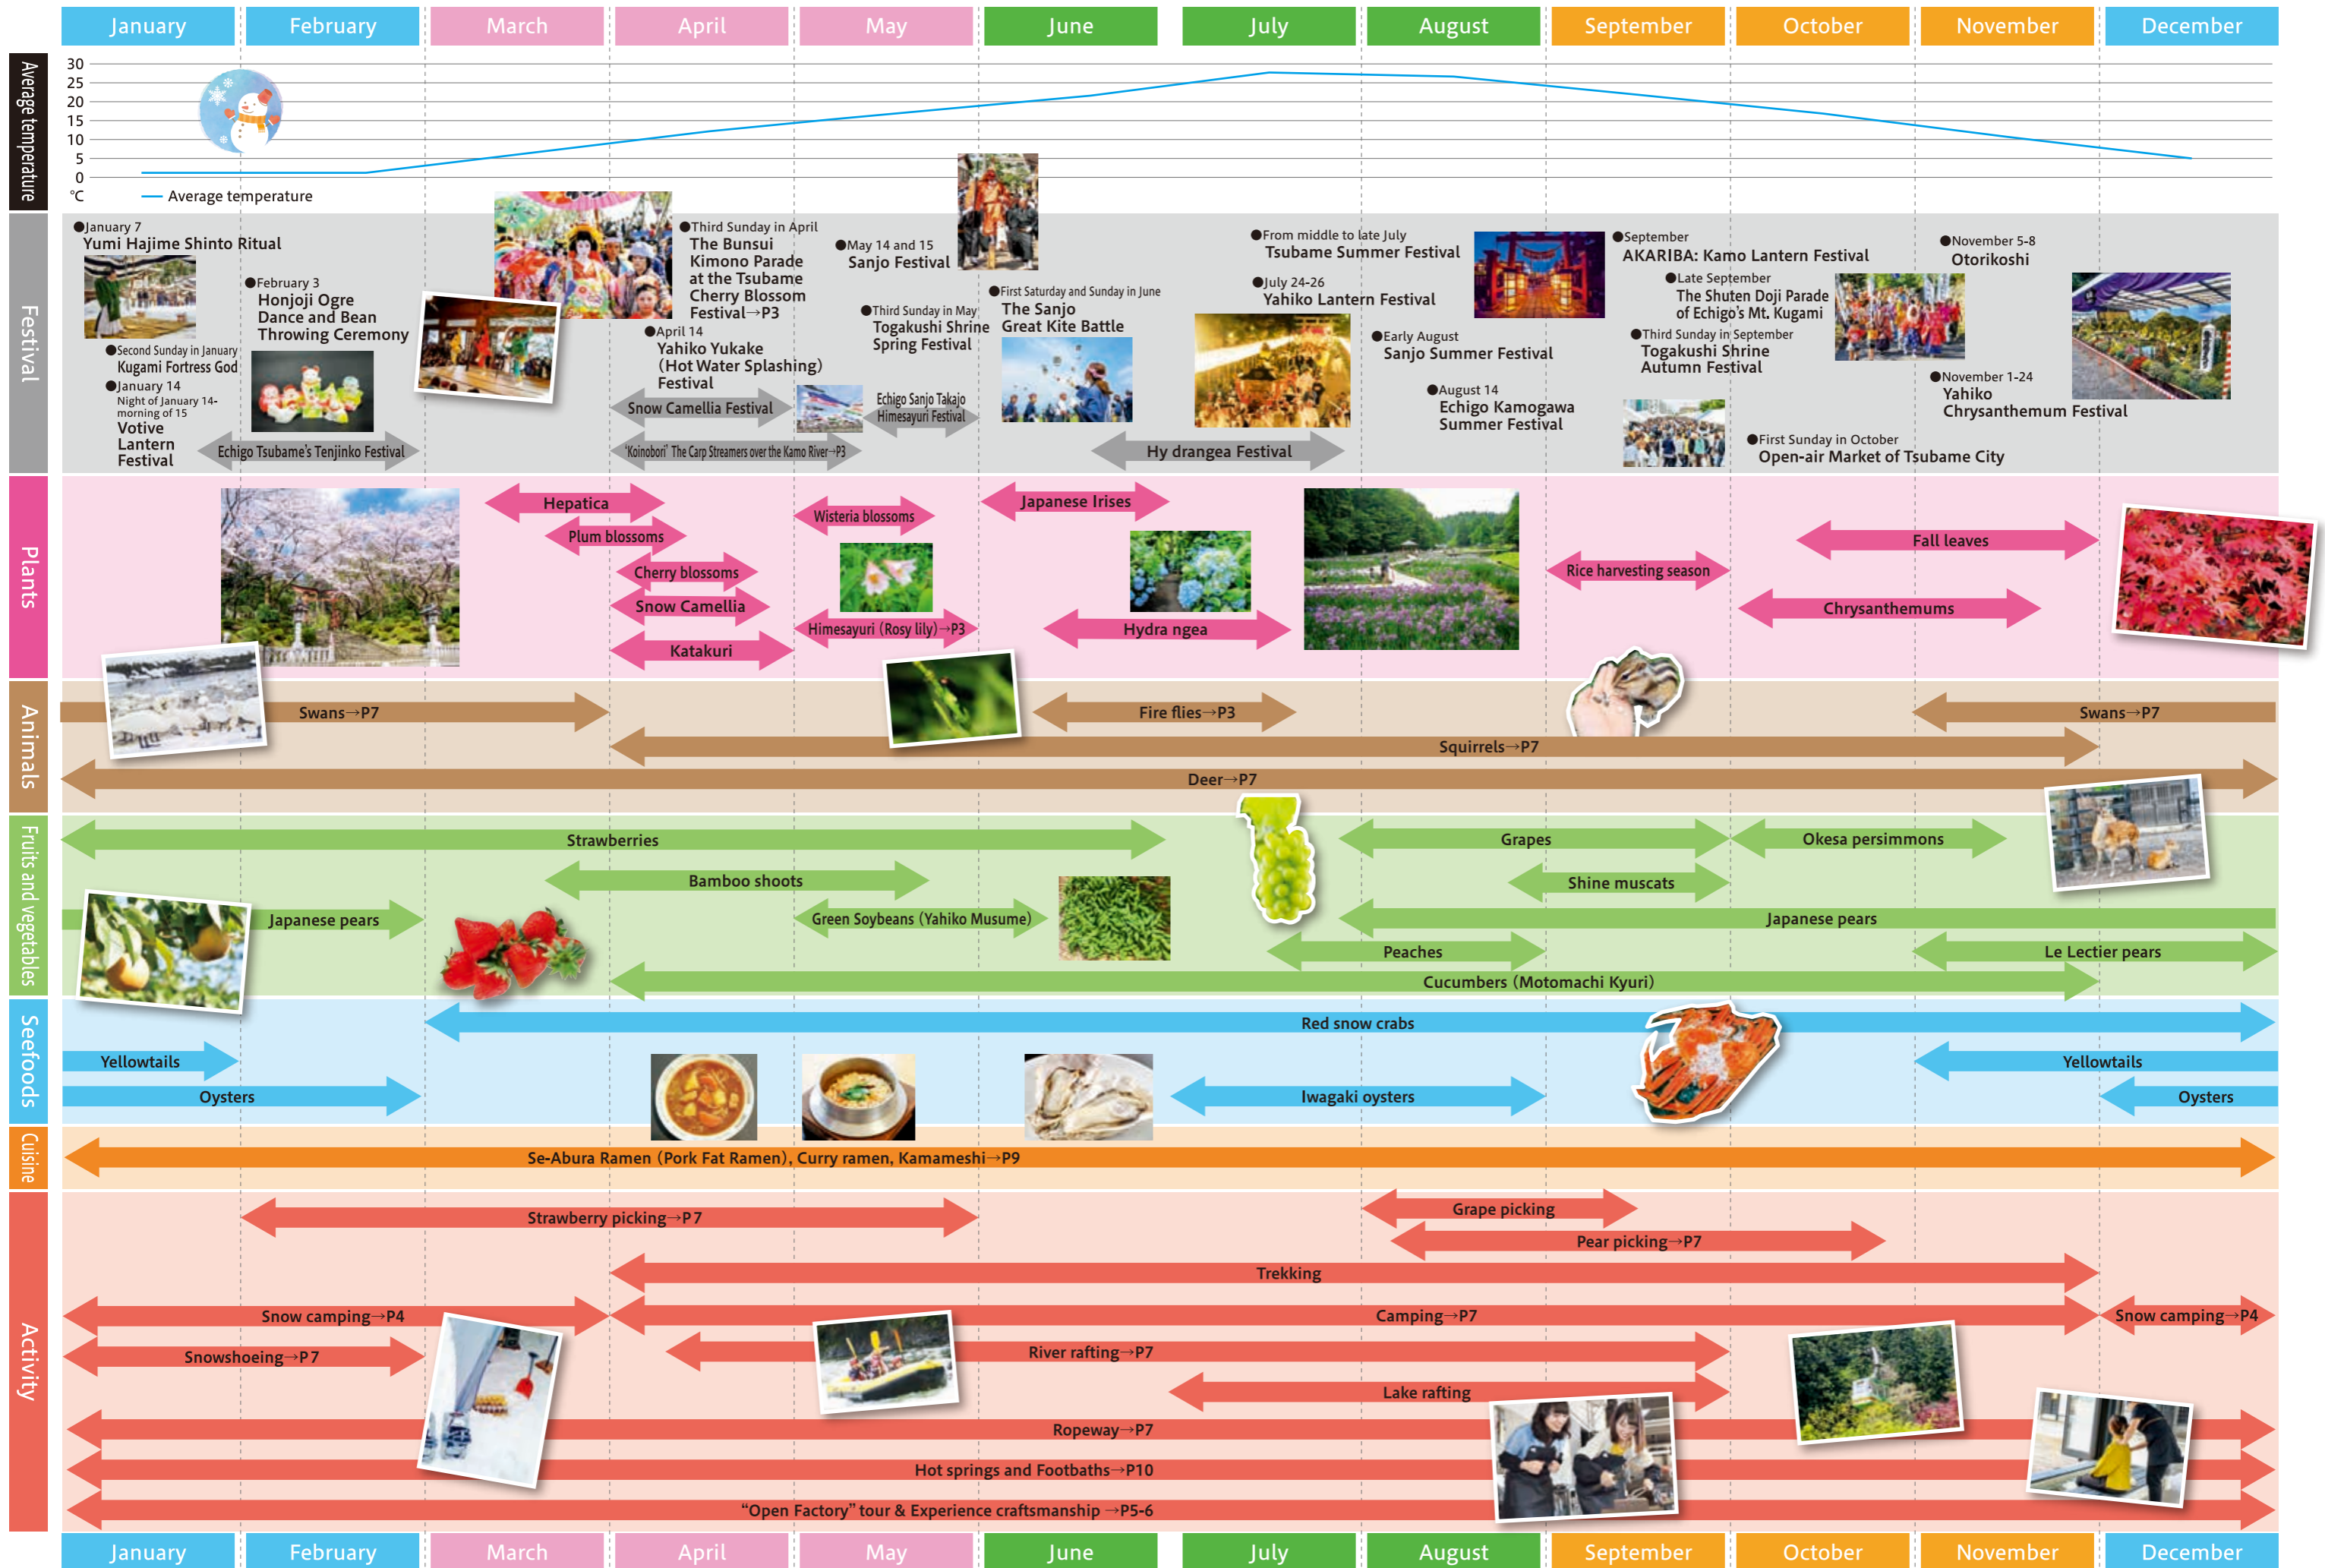 January February March April May June July August September October November December
Average temperature
30
25
20
15
10
5
0
℃
Average temperature
Festival
●January 7
Yumi Hajime Shinto Ritual
●Second Sunday in January
Kugami Fortress God
●January 14
Night of January 14-
morning of 15
Votive
Lantern
Festival
●February 3
Honjoji Ogre
Dance and Bean
Throwing Ceremony
Echigo Tsubame's Tenjinko Festival
●Third Sunday in April
The Bunsui
Kimono Parade
at the Tsubame
Cherry Blossom
Festival→P3
●April 14
Yahiko Yukake
(Hot Water Splashing)
Festival
Snow Camellia Festival
'Koinobori' The Carp Streamers over the Kamo River→P3
●May 14 and 15
Sanjo Festival
●Third Sunday in May
Togakushi Shrine
Spring Festival
Echigo Sanjo Takajo
Himesayuri Festival
●First Saturday and Sunday in June
The Sanjo
Great Kite Battle
Hy drangea Festival
●From middle to late July
Tsubame Summer Festival
●July 24-26
Yahiko Lantern Festival
●Early August
Sanjo Summer Festival
●August 14
Echigo Kamogawa
Summer Festival
●September
AKARIBA: Kamo Lantern Festival
●Late September
The Shuten Doji Parade
of Echigo's Mt. Kugami
●Third Sunday in September
Togakushi Shrine
Autumn Festival
●First Sunday in October
Open-air Market of Tsubame City
●November 5-8
Otorikoshi
●November 1-24
Yahiko
Chrysanthemum Festival
Plants
Hepatica
Plum blossoms
Cherry blossoms
Snow Camellia
Katakuri
Wisteria blossoms
Himesayuri (Rosy lily)→P3
Japanese Irises
Hydra ngea
Rice harvesting season
Fall leaves
Chrysanthemums
Animals
Swans→P7
Fire flies→P3
Swans→P7
Squirrels→P7
Deer→P7
Fruits and vegetables
Strawberries
Grapes
Okesa persimmons
Bamboo shoots
Shine muscats
Japanese pears
Green Soybeans (Yahiko Musume)
Japanese pears
Peaches
Le Lectier pears
Cucumbers (Motomachi Kyuri)
Seefoods
Red snow crabs
Yellowtails
Yellowtails
Oysters
Iwagaki oysters
Oysters
Cuisine
Se-Abura Ramen (Pork Fat Ramen), Curry ramen, Kamameshi→P9
Activity
Strawberry picking→P7
Grape picking
Pear picking→P7
Trekking
Snow camping→P4
Camping→P7
Snow camping→P4
Snowshoeing→P7
River rafting→P7
Lake rafting
Ropeway→P7
Hot springs and Footbaths→P10
"Open Factory" tour & Experience craftsmanship →P5-6
January February March April May June July August September October November December